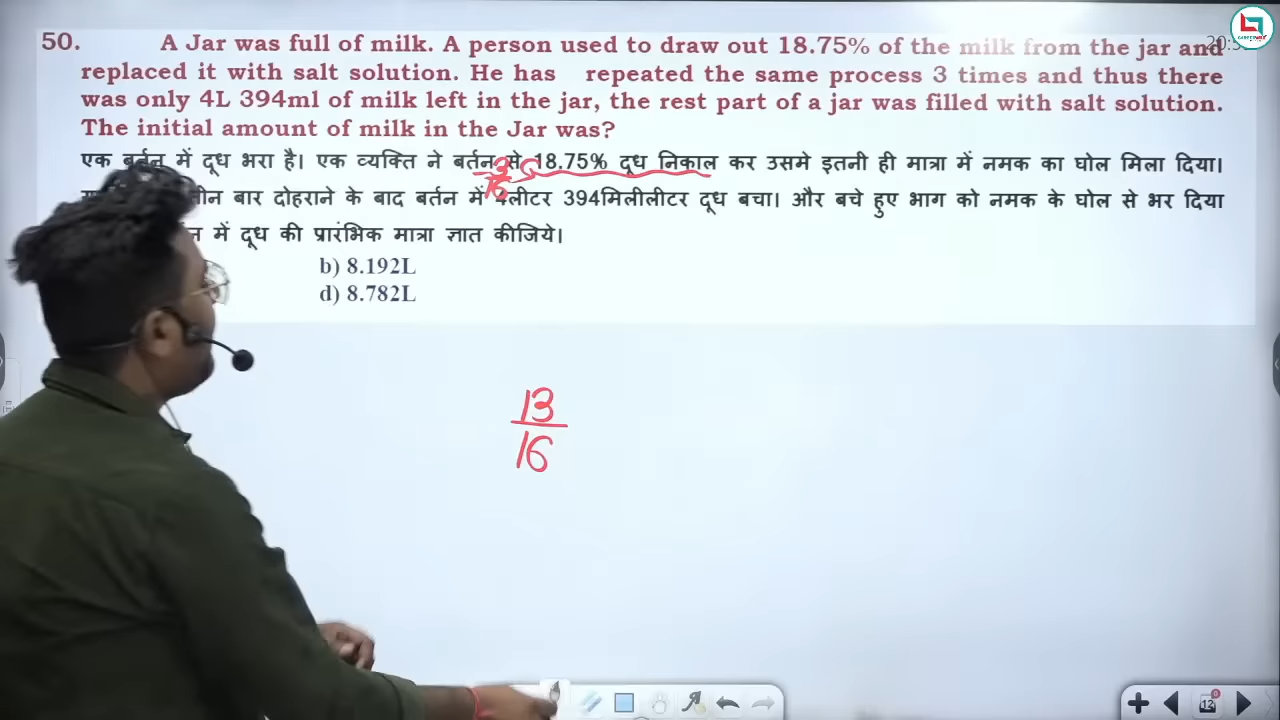 50. A Jar was full of milk. A person used to draw out 18.75% of the milk from the jar and
replaced it with salt solution. He has repeated the same process 3 times and thus there
was only 4L 394ml of milk left in the jar, the rest part of a jar was filled with salt solution.
The initial amount of milk in the Jar was?
एक बर्तन में दूध भरा है। एक व्यक्ति ने बर्तन से 18.75% दूध निकाल कर उसमे इतनी ही मात्रा में नमक का घोल मिला दिया।
3
16
तीन बार दोहराने के बाद बर्तन में 4लीटर 394मिलीलीटर दूध बचा। और बचे हुए भाग को नमक के घोल से भर दिया
में दूध की प्रारंभिक मात्रा ज्ञात कीजिये।
b) 8.192L
d) 8.782L
13
16
12